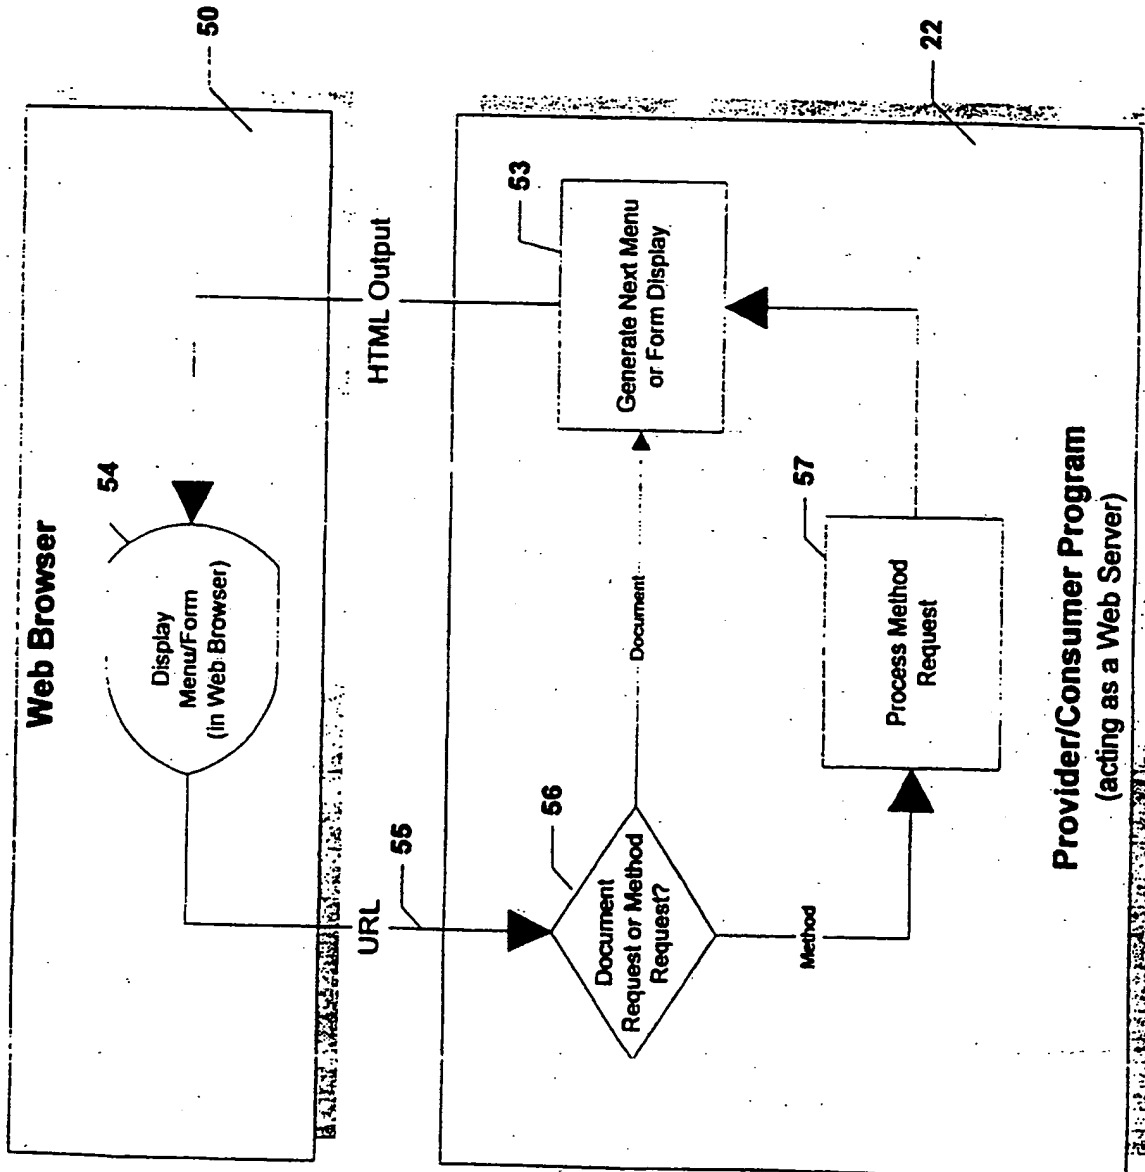 Web Browser
50
54
Display
Menu/Form
(in Web Browser)
URL
55
HTML Output
22
56
Document
Request or Method
Request?
Document
Method
53
Generate Next Menu
or Form Display
57
Process Method
Request
Provider/Consumer Program
(acting as a Web Server)